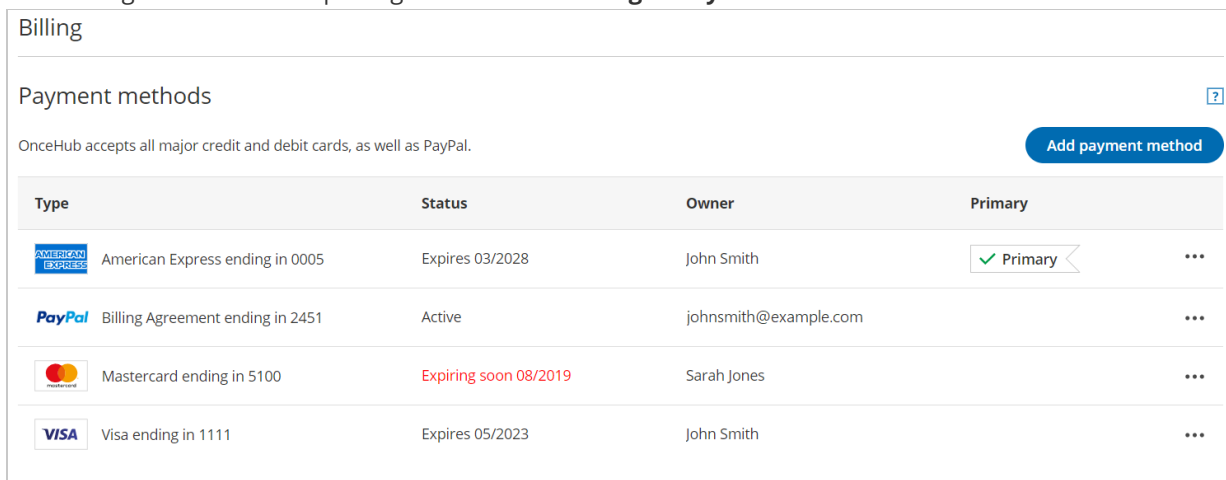 Billing
Payment methods
?
OnceHub accepts all major credit and debit cards, as well as PayPal.
Add payment method
Type Status Owner Primary
AMERICAN EXPRESS American Express ending in 0005 Expires 03/2028 John Smith Primary
PayPal Billing Agreement ending in 2451 Active johnsmith@example.com
mastercard Mastercard ending in 5100 Expiring soon 08/2019 Sarah Jones
VISA Visa ending in 1111 Expires 05/2023 John Smith